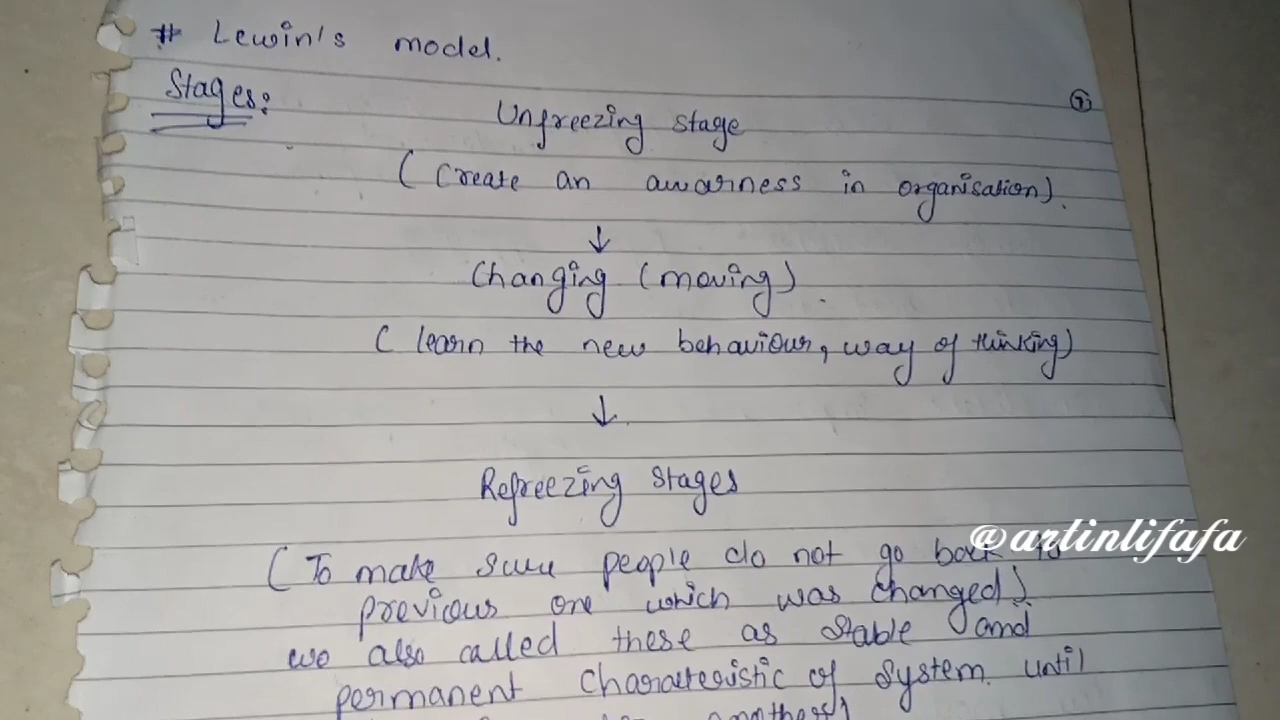 # Lewin's model.
Stages:
Unfreezing stage
( Create an awarness in organisation).
↓
Changing (moving).
( learn the new behaviour, way of thinking)
↓
Refreezing stages
( To make sure people do not go back to
@artinlifafa
previous one which was changed).
we also called these as stable and
permanent characteristic of system until